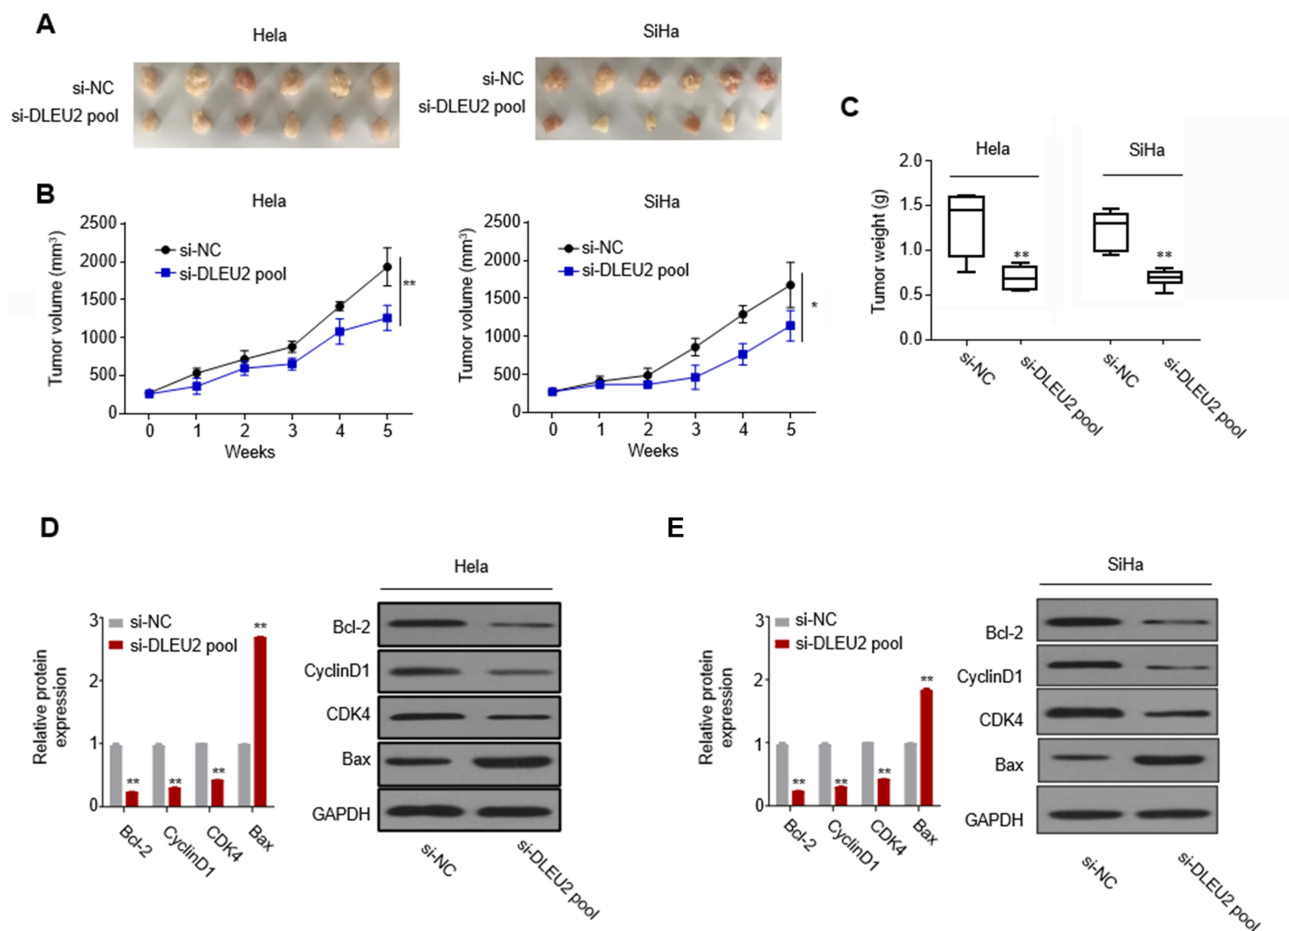 A
Hela
si-NC
si-DLEU2 pool
SiHa
si-NC
si-DLEU2 pool
B
Hela
Tumor volume (mm³)
2500
2000
1500
1000
500
0
si-NC
si-DLEU2 pool
**
0 1 2 3 4 5
Weeks
SiHa
Tumor volume (mm³)
2500
2000
1500
1000
500
0
si-NC
si-DLEU2 pool
*
0 1 2 3 4 5
Weeks
C
Hela
SiHa
Tumor weight (g)
2.0
1.5
1.0
0.5
0.0
**
**
si-NC
si-DLEU2 pool
si-NC
si-DLEU2 pool
D
Relative protein
expression
3
2
1
0
si-NC
si-DLEU2 pool
**
**
**
**
Bcl-2
CyclinD1
CDK4
Bax
Hela
Bcl-2
CyclinD1
CDK4
Bax
GAPDH
si-NC
si-DLEU2 pool
E
Relative protein
expression
3
2
1
0
si-NC
si-DLEU2 pool
**
**
**
**
Bcl-2
CyclinD1
CDK4
Bax
SiHa
Bcl-2
CyclinD1
CDK4
Bax
GAPDH
si-NC
si-DLEU2 pool